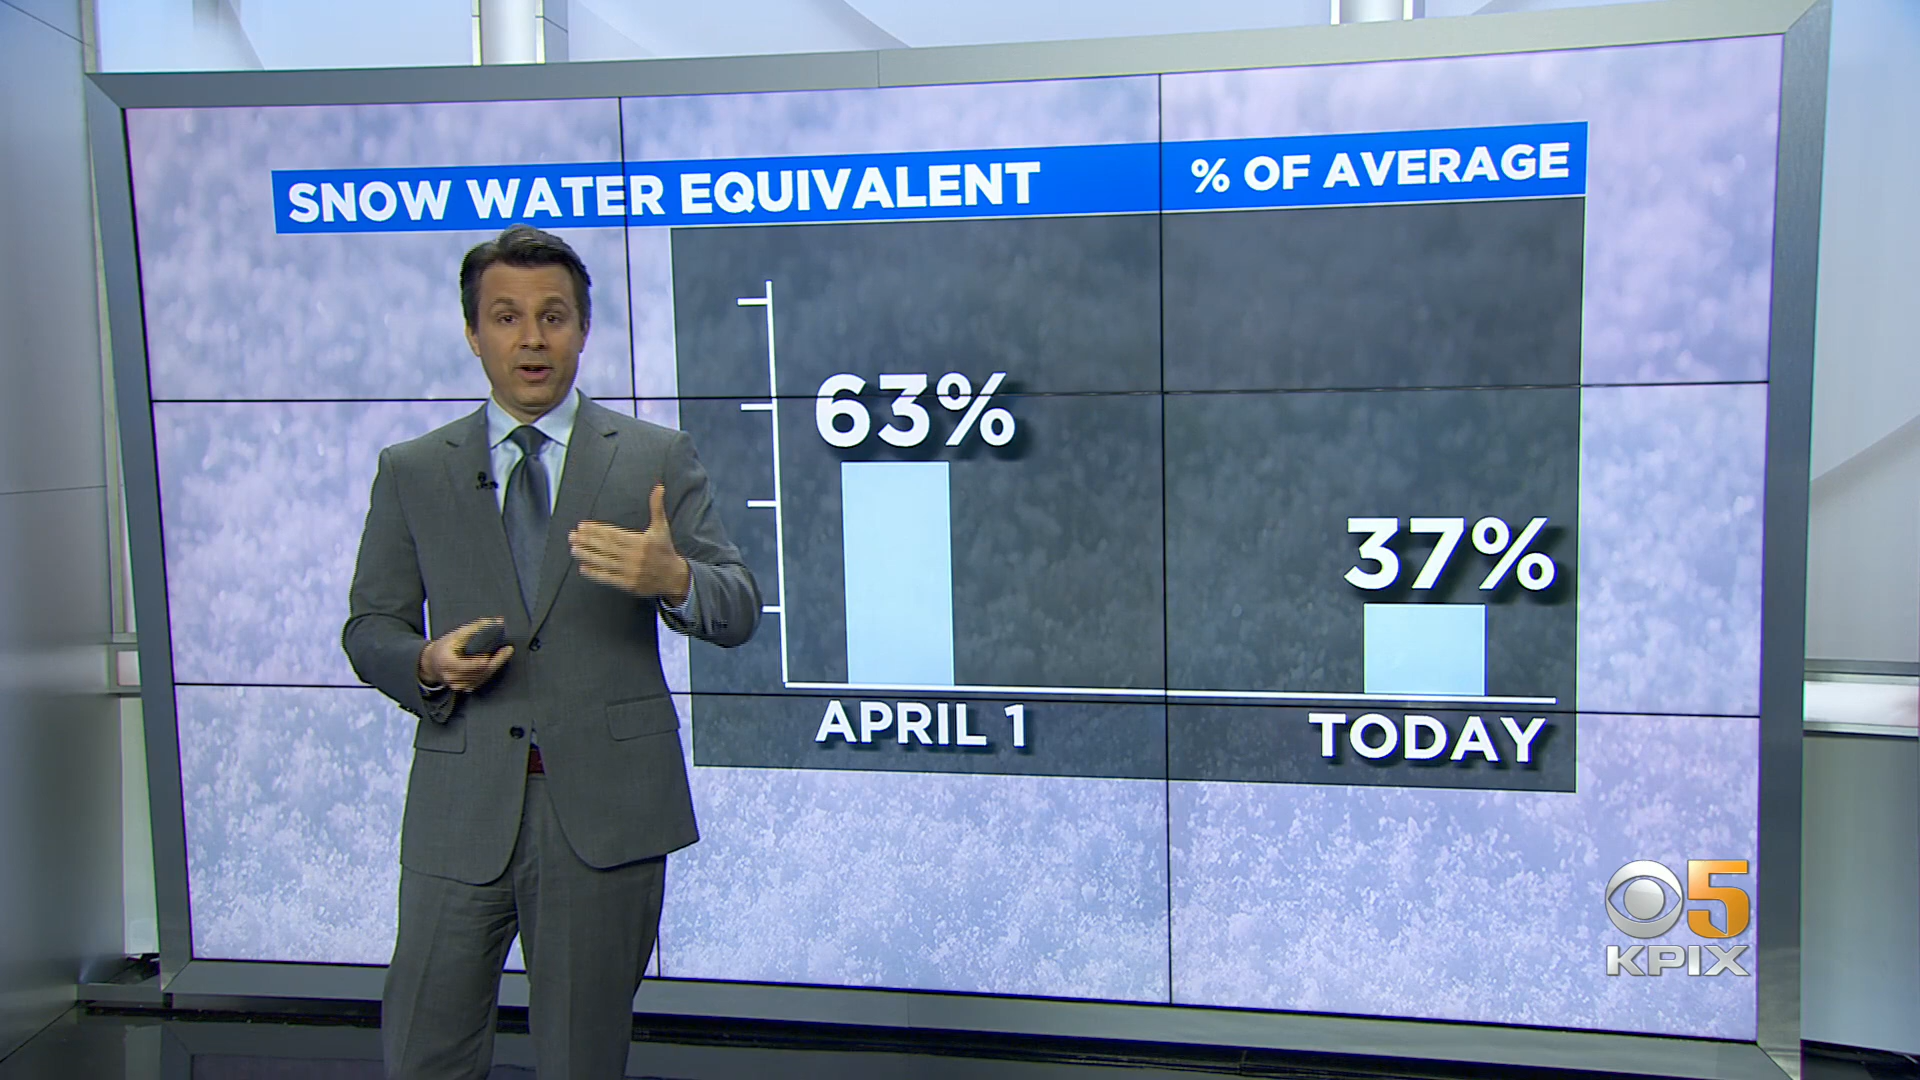 SNOW WATER EQUIVALENT % OF AVERAGE
63%
37%
APRIL 1 TODAY
5
KPIX